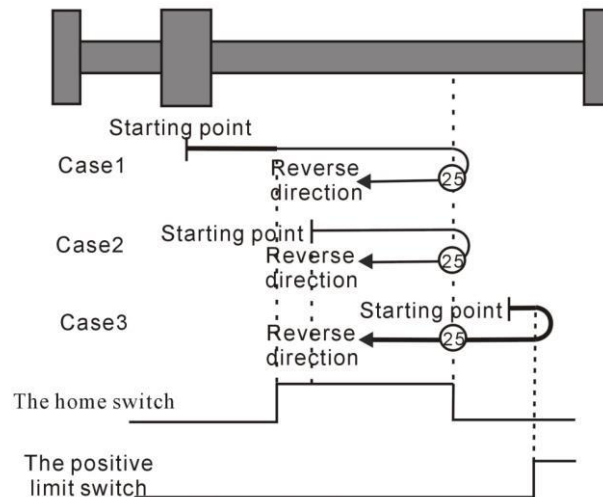 Starting point
Case1
Reverse
direction
25
Case2
Starting point
Reverse
direction
25
Case3
Starting point
Reverse
direction
25
The home switch
The positive
limit switch